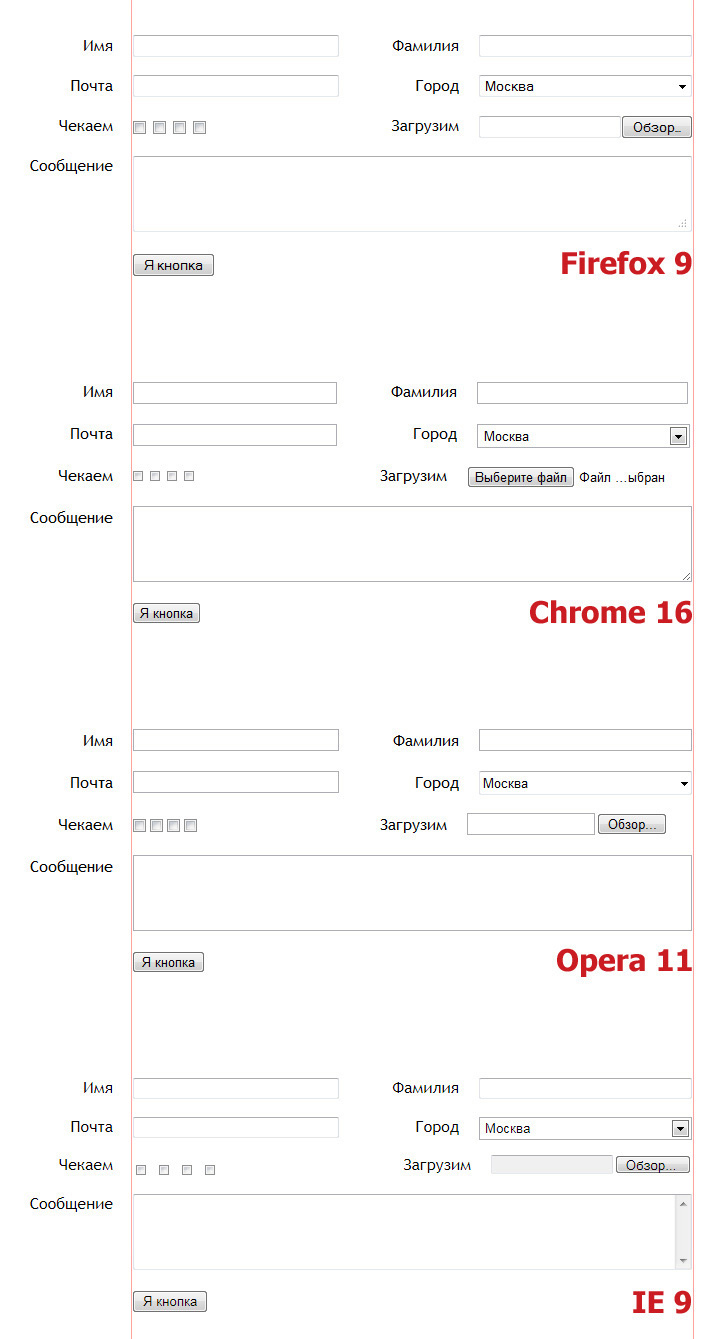 Имя Фамилия
Почта Город Москва
Чекаем Загрузим Обзор...
Сообщение
Я кнопка Firefox 9
Имя Фамилия
Почта Город Москва
Чекаем Загрузим Выберите файл Файл ...ыбран
Сообщение
Я кнопка Chrome 16
Имя Фамилия
Почта Город Москва
Чекаем Загрузим Обзор...
Сообщение
Я кнопка Opera 11
Имя Фамилия
Почта Город Москва
Чекаем Загрузим Обзор...
Сообщение
Я кнопка IE 9